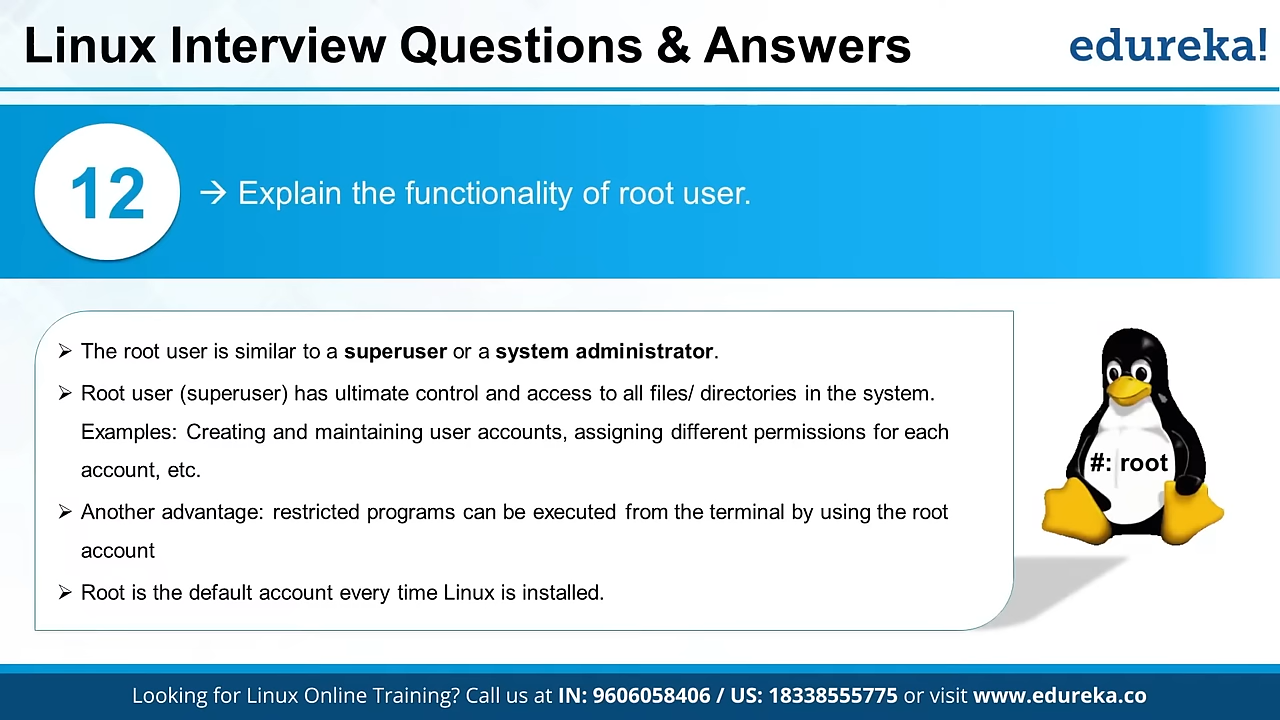 Linux Interview Questions & Answers
edureka!
12
→ Explain the functionality of root user.
➢ The root user is similar to a superuser or a system administrator.
➢ Root user (superuser) has ultimate control and access to all files/ directories in the system.
Examples: Creating and maintaining user accounts, assigning different permissions for each
account, etc.
➢ Another advantage: restricted programs can be executed from the terminal by using the root
account
➢ Root is the default account every time Linux is installed.
#: root
Looking for Linux Online Training? Call us at IN: 9606058406 / US: 18338555775 or visit www.edureka.co